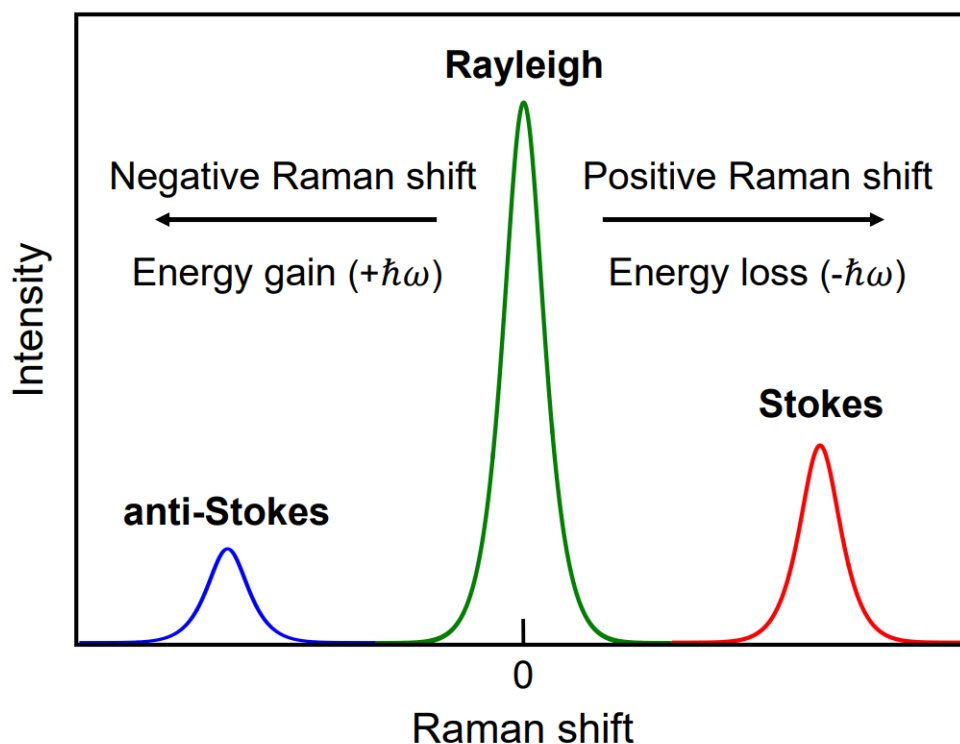 Rayleigh
Negative Raman shift
Positive Raman shift
Energy gain (+ℏω)
Energy loss (-ℏω)
Intensity
Stokes
anti-Stokes
0
Raman shift